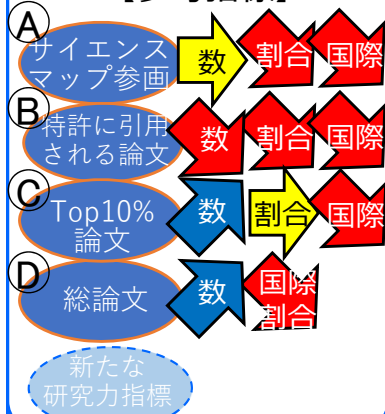 A
サイエンス
マップ参画
数
割合
国際
B
特許に引用
される論文
数
割合
国際
C
Top10%
論文
数
割合
国際
D
総論文
数
国際
割合
新たな
研究力指標